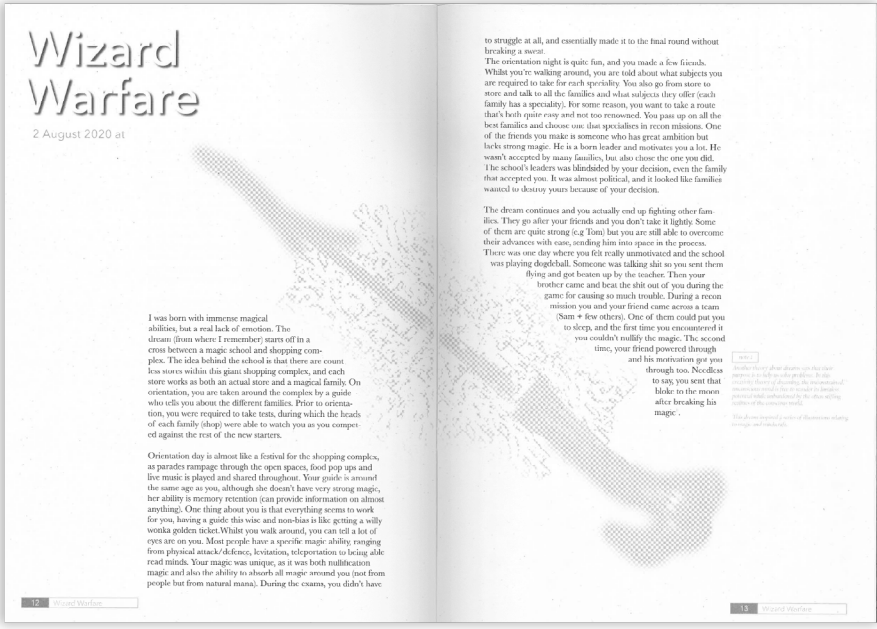 Wizard
Warfare
2 August 2020 at
I was born with immense magical
abilities, but a real lack of emotion. The
dream (from where I remember) starts off in a
cross between a magic school and shopping com-
plex. The idea behind the school is that there are count
less stores within this giant shopping complex, and each
store works as both an actual store and a magical family. On
orientation, you are taken around the complex by a guide
who tells you about the different families. Prior to orienta-
tion, you were required to take tests, during which the heads
of each family (shop) were able to watch you as you compet-
ed against the rest of the new starters.
Orientation day is almost like a festival for the shopping complex,
as parades rampage through the open spaces, food pop ups and
live music is played and shared throughout. Your guide is around
the same age as you, although she doesn't have very strong magic,
her ability is memory retention (can provide information on almost
anything). One thing about you is that everything seems to work
for you, having a guide this wise and non-bias is like getting a willy
wonka golden ticket.Whilst you walk around, you can tell a lot of
eyes are on you. Most people have a specific magic ability, ranging
from physical attack/defence, levitation, teleportation to being able
read minds. Your magic was unique, as it was both nullification
magic and also the ability to absorb all magic around you (not from
people but from natural mana). During the exams, you didn't have
12 Wizard Warfare
to struggle at all, and essentially made it to the final round without
breaking a sweat.
The orientation night is quite fun, and you made a few friends.
Whilst you're walking around, you are told about what subjects you
are required to take for each speciality. You also go from store to
store and talk to all the families and what subjects they offer (each
family has a speciality). For some reason, you want to take a route
that's both quite easy and not too renowned. You pass up on all the
best families and choose one that specialises in recon missions. One
of the friends you make is someone who has great ambition but
lacks strong magic. He is a born leader and motivates you a lot. He
wasn't accepted by many families, but also chose the one you did.
The school's leaders was blindsided by your decision, even the family
that accepted you. It was almost political, and it looked like families
wanted to destroy yours because of your decision.
The dream continues and you actually end up fighting other fam-
ilies. They go after your friends and you don't take it lightly. Some
of them are quite strong (e.g Tom) but you are still able to overcome
their advances with ease, sending him into space in the process.
There was one day where you felt really unmotivated and the school
was playing dogdeball. Someone was talking shit so you sent them
flying and got beaten up by the teacher. Then your
brother came and beat the shit out of you during the
game for causing so much trouble. During a recon
mission you and your friend came across a team
(Sam + few others). One of them could put you
to sleep, and the first time you encountered it
you couldn't nullify the magic. The second
time, your friend powered through
and his motivation got you
through too. Needless
to say, you sent that
bloke to the moon
after breaking his
magic .
13 Wizard Warfare